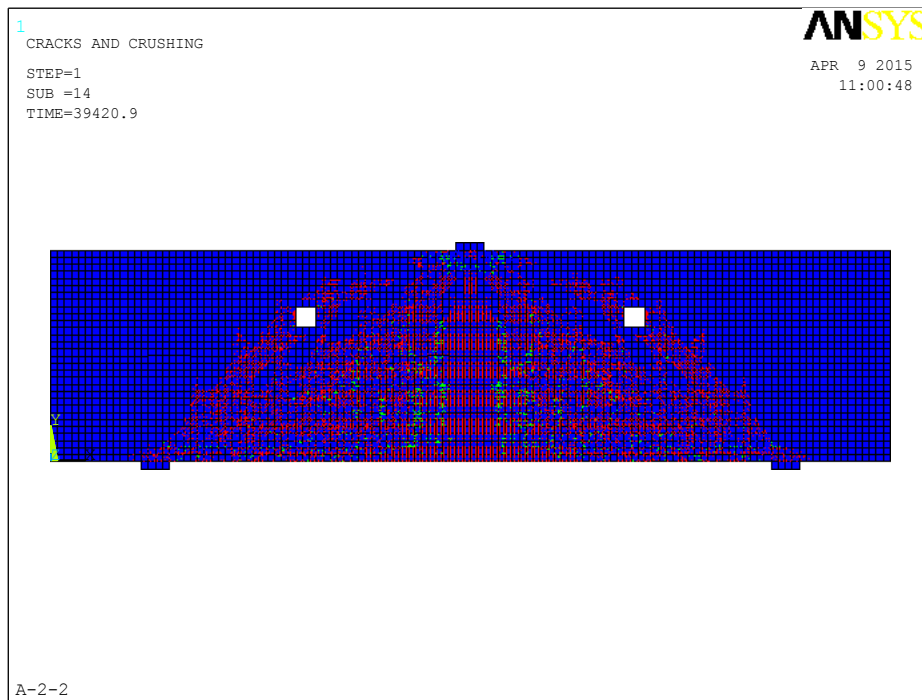 1
CRACKS AND CRUSHING
ANSYS
STEP=1
SUB =14
TIME=39420.9
APR 9 2015
11:00:48
Y
A-2-2